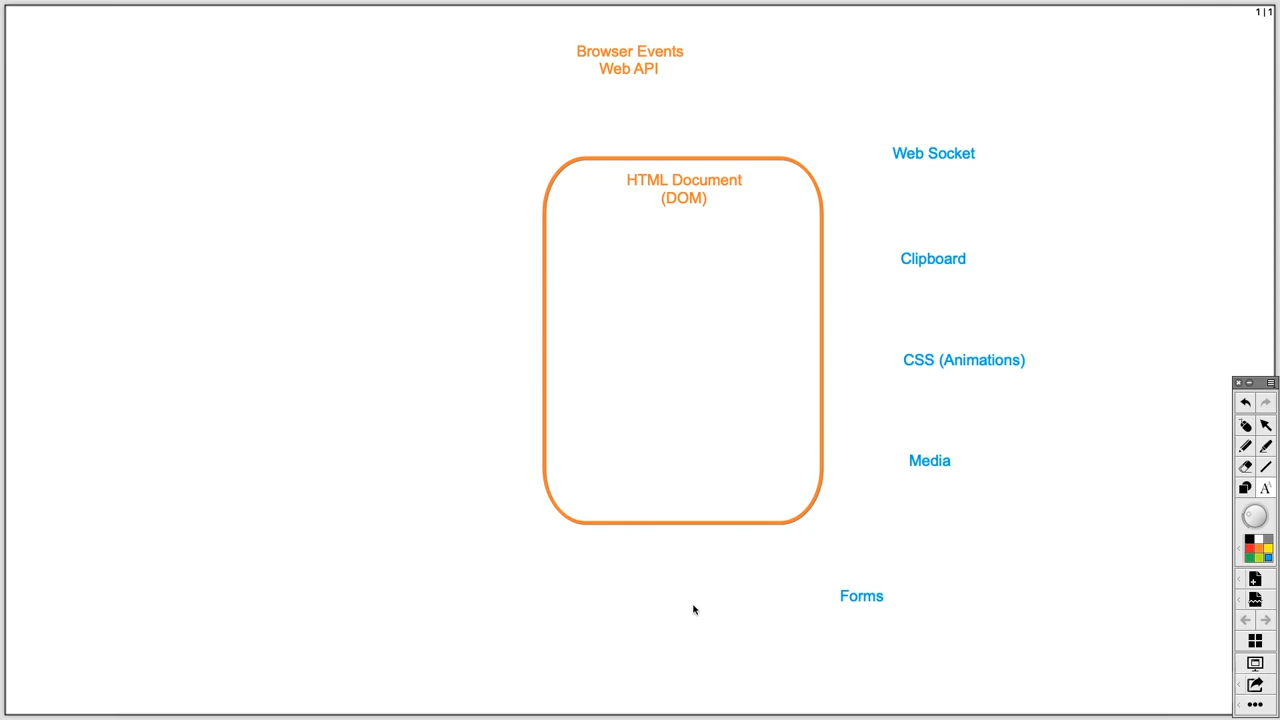 1|1
Browser Events
Web API
Web Socket
HTML Document
(DOM)
Clipboard
CSS (Animations)
Media
A
Forms